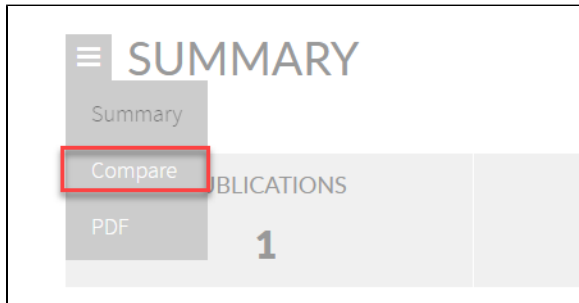 SUMMARY
Summary
Compare
UBLICATIONS
PDF
1